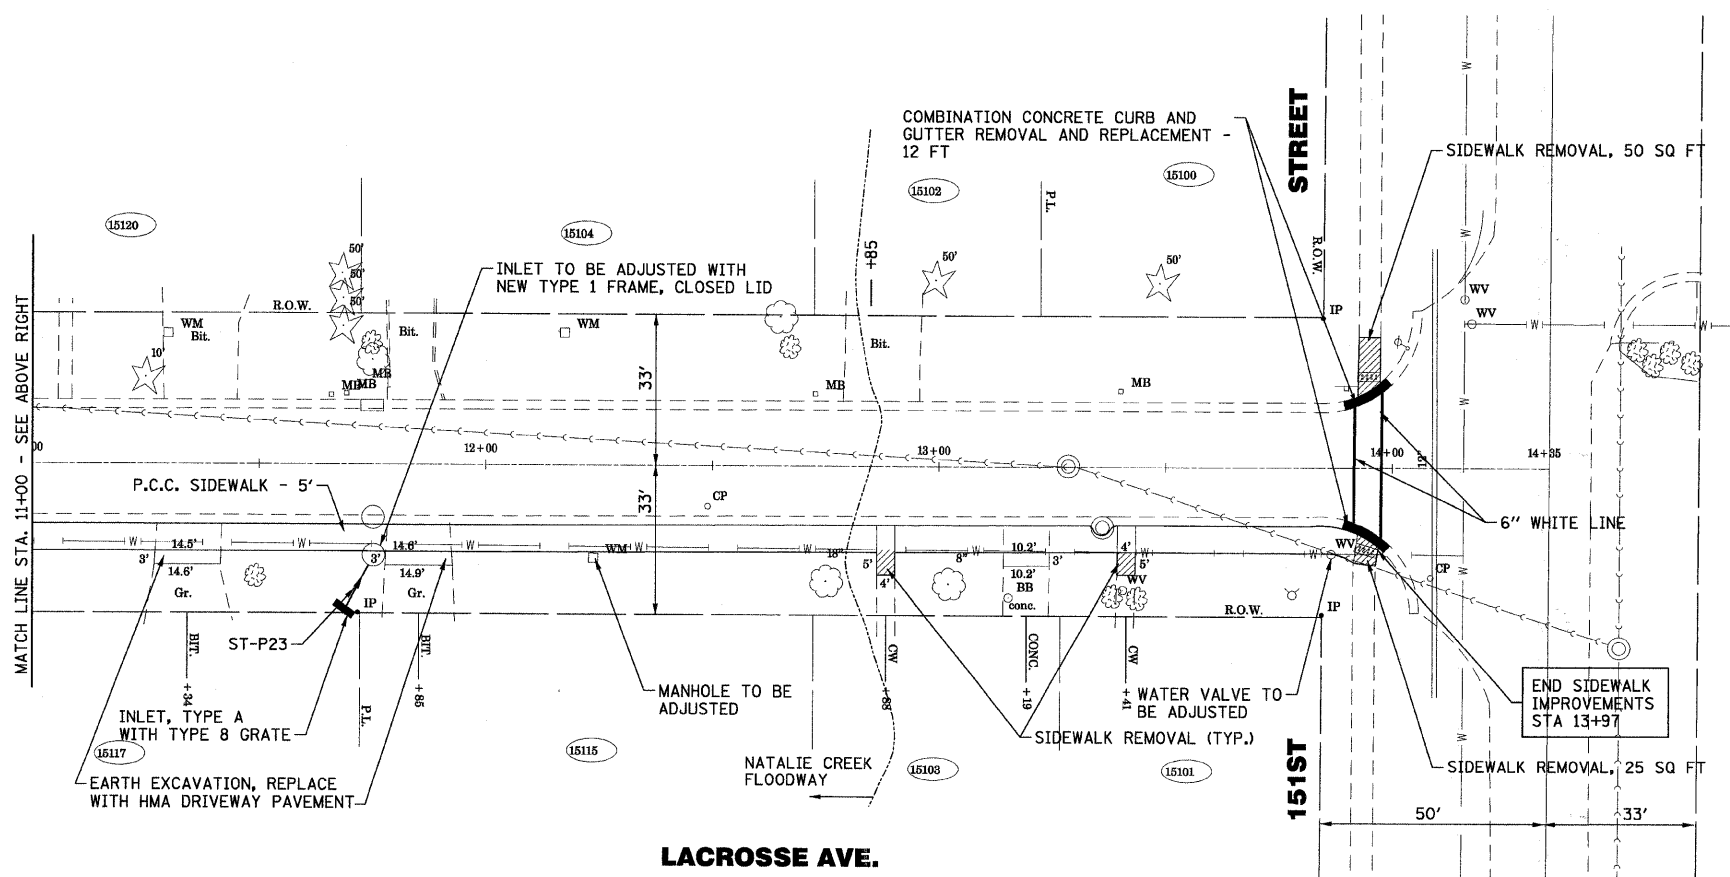 COMBINATION CONCRETE CURB AND
GUTTER REMOVAL AND REPLACEMENT -
12 FT
STREET
SIDEWALK REMOVAL, 50 SQ FT
15120
15104
15102
15100
P.L.
R.O.W.
+85
50'
50'
50'
50'
50'
INLET TO BE ADJUSTED WITH
NEW TYPE 1 FRAME, CLOSED LID
R.O.W.
WM
Bit.
10'
Bit.
WM
Bit.
MB
MB
MB
MB
MB
IP
WV
WV
W
W
W
W
W
33'
33'
MATCH LINE STA. 11+00 - SEE ABOVE RIGHT
00
12+00
13+00
14+00
14+35
12"
P.C.C. SIDEWALK - 5'
CP
6" WHITE LINE
W
W
W
W
W
W
W
W
W
14.5'
3'
14.6'
Gr.
3'
14.6'
14.9'
Gr.
WM
18"
5'
4'
8"
10.2'
10.2'
3'
BB
conc.
4'
5'
WV
WV
CP
W
IP
R.O.W.
IP
ST-P23
BIT.
+34
P.L.
BIT.
+85
CW
+88
CONC.
+19
CW
+41
INLET, TYPE A
WITH TYPE 8 GRATE
MANHOLE TO BE
ADJUSTED
WATER VALVE TO
BE ADJUSTED
SIDEWALK REMOVAL (TYP.)
END SIDEWALK
IMPROVEMENTS
STA 13+97
15117
15115
15103
15101
NATALIE CREEK
FLOODWAY
151ST
W
SIDEWALK REMOVAL, 25 SQ FT
EARTH EXCAVATION, REPLACE
WITH HMA DRIVEWAY PAVEMENT
50'
33'
LACROSSE AVE.